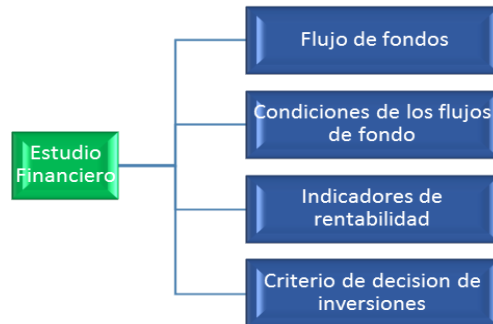 Estudio
Financiero
Flujo de fondos
Condiciones de los flujos
de fondo
Indicadores de
rentabilidad
Criterio de decision de
inversiones